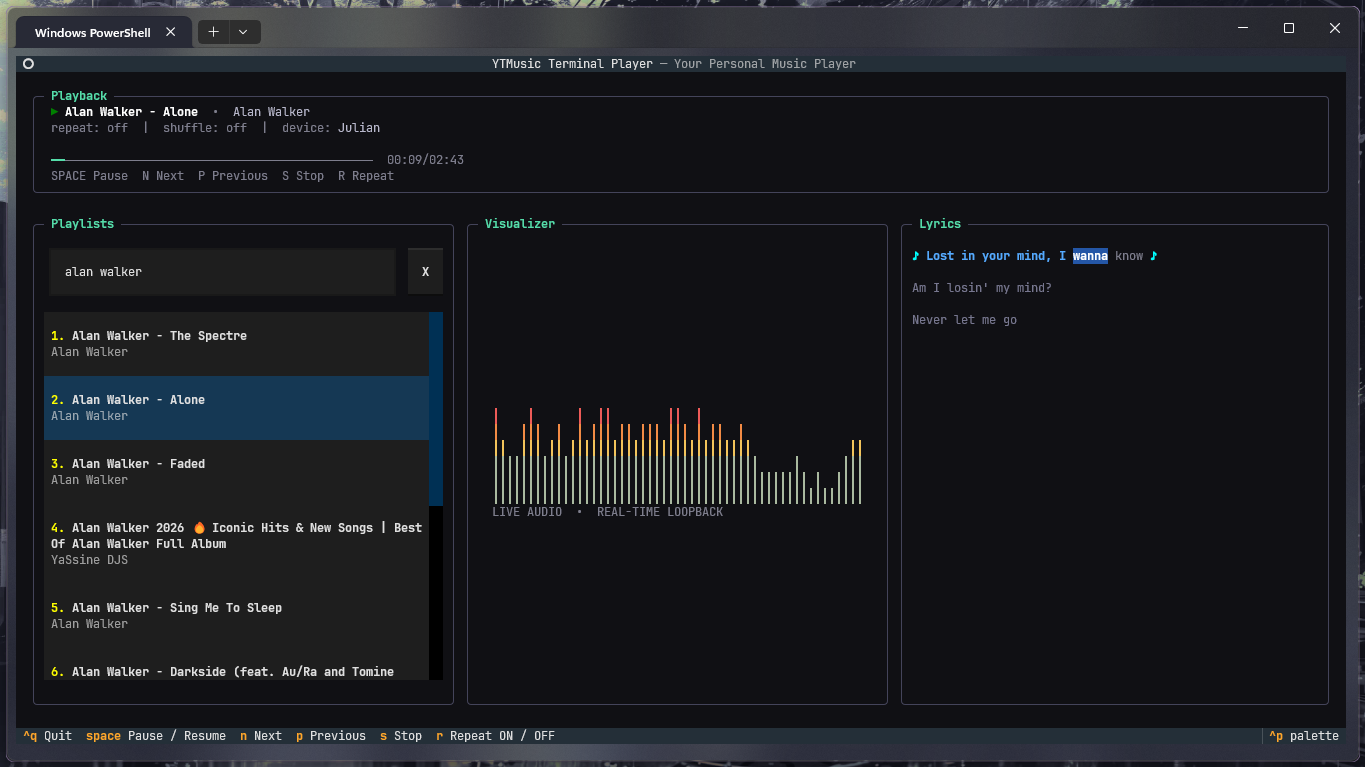 Windows PowerShell
YTMusic Terminal Player — Your Personal Music Player
Playback
▶ Alan Walker - Alone • Alan Walker
repeat: off | shuffle: off | device: Julian
00:09/02:43
SPACE Pause N Next P Previous S Stop R Repeat
Playlists
alan walker
X
1. Alan Walker - The Spectre
Alan Walker
2. Alan Walker - Alone
Alan Walker
3. Alan Walker - Faded
Alan Walker
4. Alan Walker 2026 🔥 Iconic Hits & New Songs | Best
Of Alan Walker Full Album
YaSsine DJS
5. Alan Walker - Sing Me To Sleep
Alan Walker
6. Alan Walker - Darkside (feat. Au/Ra and Tomine
Visualizer
LIVE AUDIO • REAL-TIME LOOPBACK
Lyrics
♪ Lost in your mind, I wanna know ♪
Am I losin' my mind?
Never let me go
^q Quit space Pause / Resume n Next p Previous s Stop r Repeat ON / OFF
^p palette